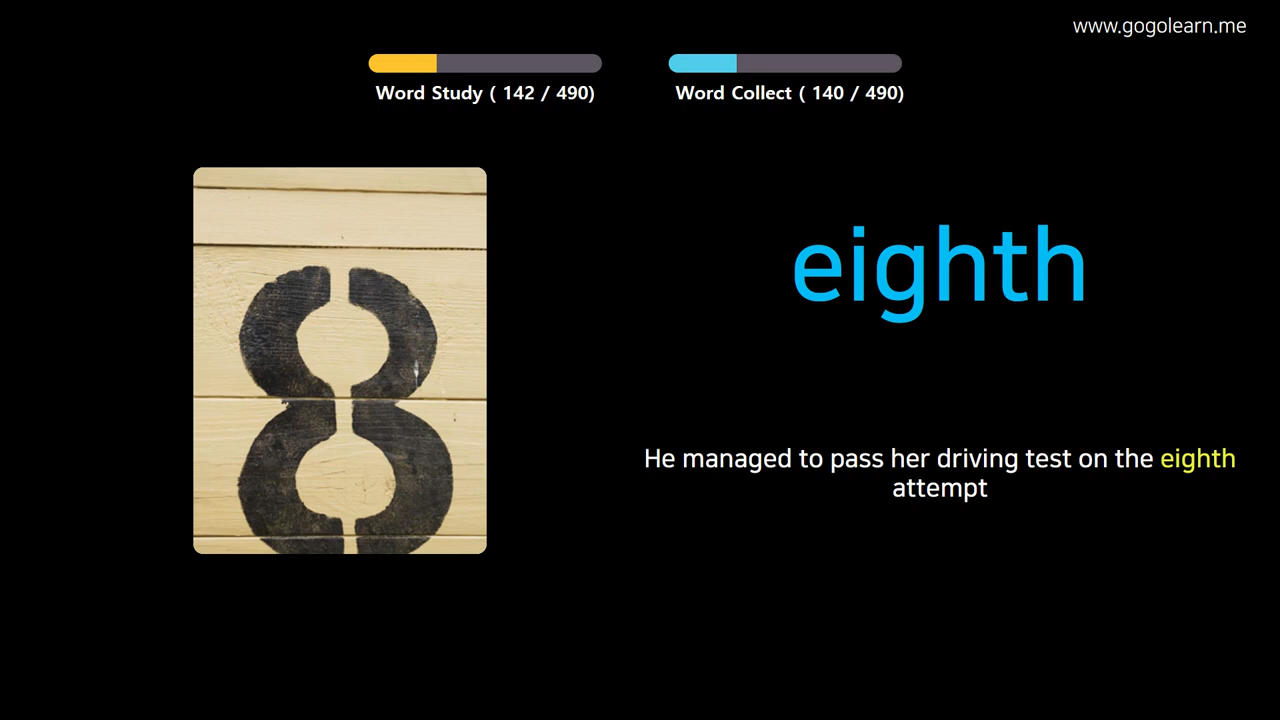 www.gogolearn.me
Word Study ( 142 / 490)
Word Collect ( 140 / 490)
8
eighth
He managed to pass her driving test on the eighth
attempt